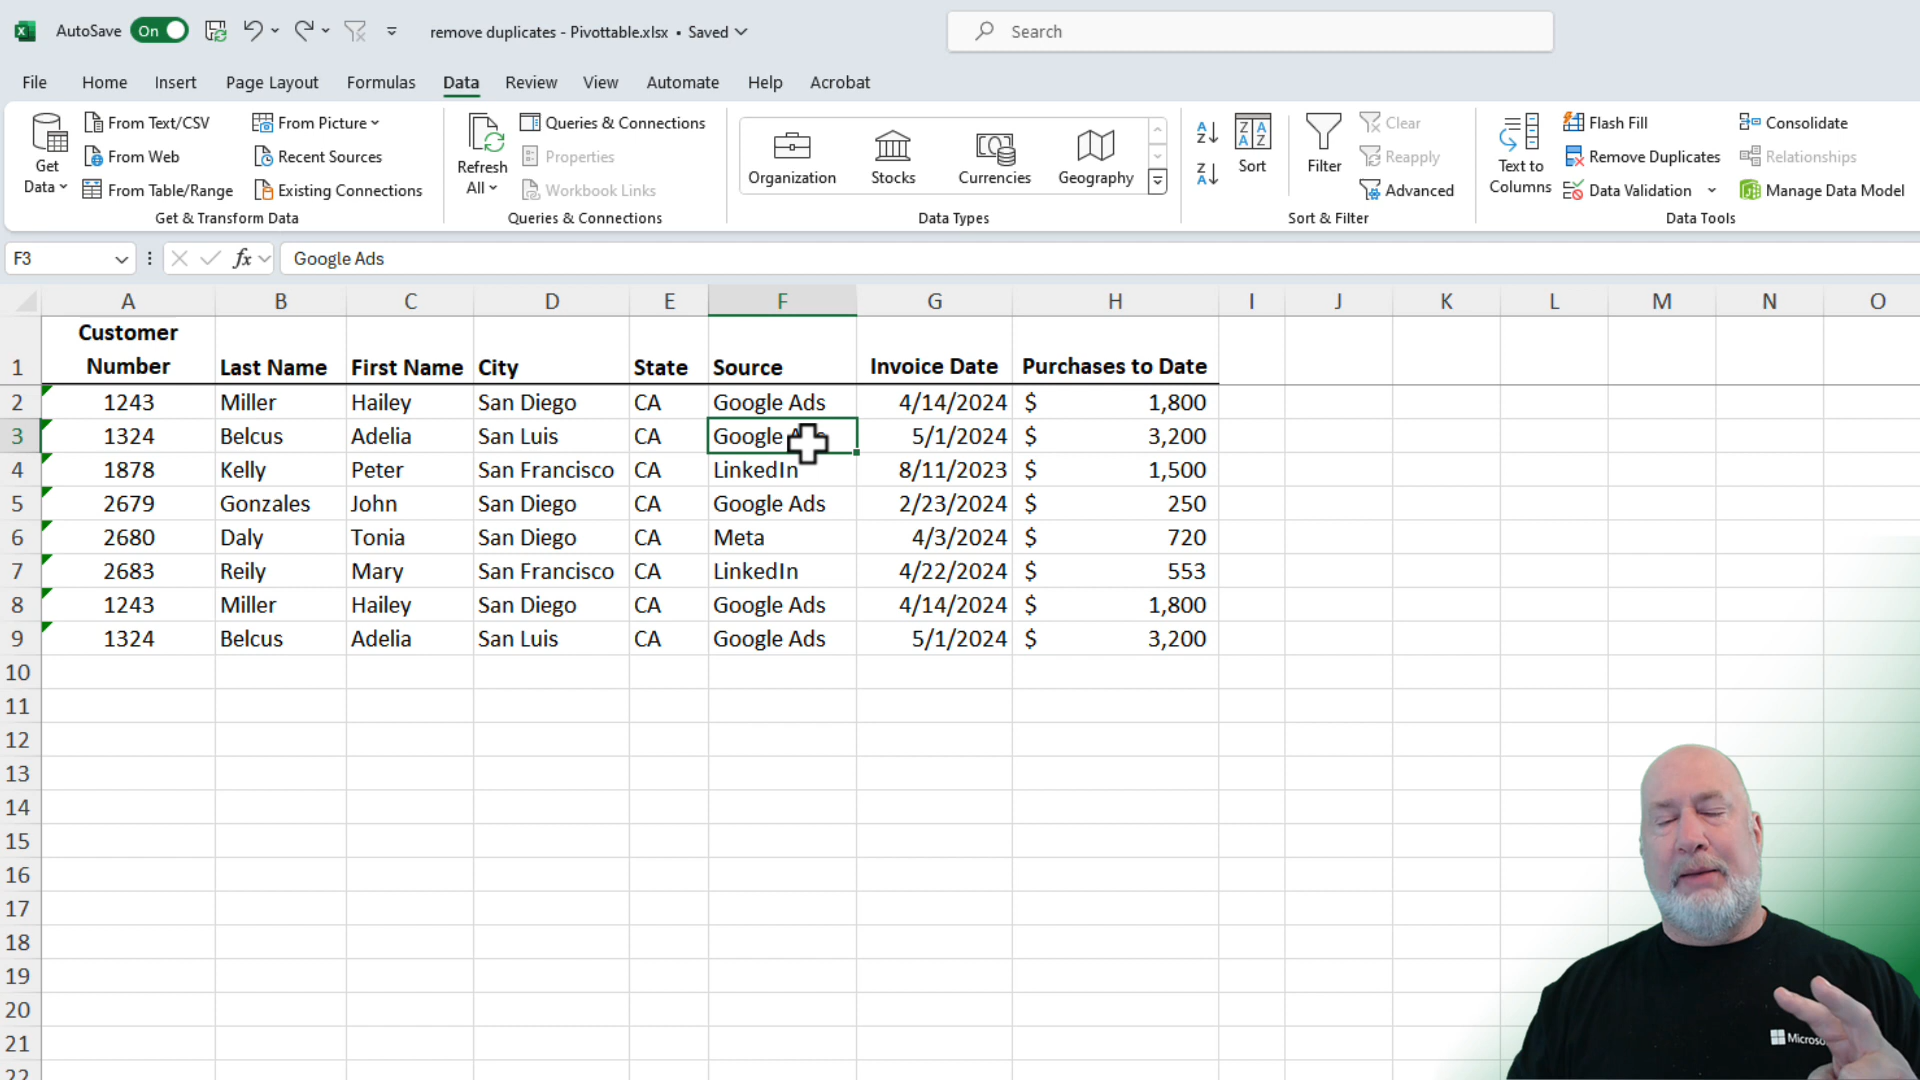 AutoSave On remove duplicates - Pivottable.xlsx • Saved Search
File Home Insert Page Layout Formulas Data Review View Automate Help Acrobat
Get Data
From Text/CSV
From Web
From Table/Range
From Picture
Recent Sources
Existing Connections
Get & Transform Data
Refresh All
Queries & Connections
Properties
Workbook Links
Queries & Connections
Organization Stocks Currencies Geography
Data Types
Sort
Filter
Clear
Reapply
Advanced
Sort & Filter
Text to Columns
Flash Fill
Remove Duplicates
Data Validation
Consolidate
Relationships
Manage Data Model
Data Tools
F3 fx Google Ads
A B C D E F G H I J K L M N O
1 Customer Number Last Name First Name City State Source Invoice Date Purchases to Date
2 1243 Miller Hailey San Diego CA Google Ads 4/14/2024 $ 1,800
3 1324 Belcus Adelia San Luis CA Google 5/1/2024 $ 3,200
4 1878 Kelly Peter San Francisco CA LinkedIn 8/11/2023 $ 1,500
5 2679 Gonzales John San Diego CA Google Ads 2/23/2024 $ 250
6 2680 Daly Tonia San Diego CA Meta 4/3/2024 $ 720
7 2683 Reily Mary San Francisco CA LinkedIn 4/22/2024 $ 553
8 1243 Miller Hailey San Diego CA Google Ads 4/14/2024 $ 1,800
9 1324 Belcus Adelia San Luis CA Google Ads 5/1/2024 $ 3,200
10
11
12
13
14
15
16
17
18
19
20
21
22